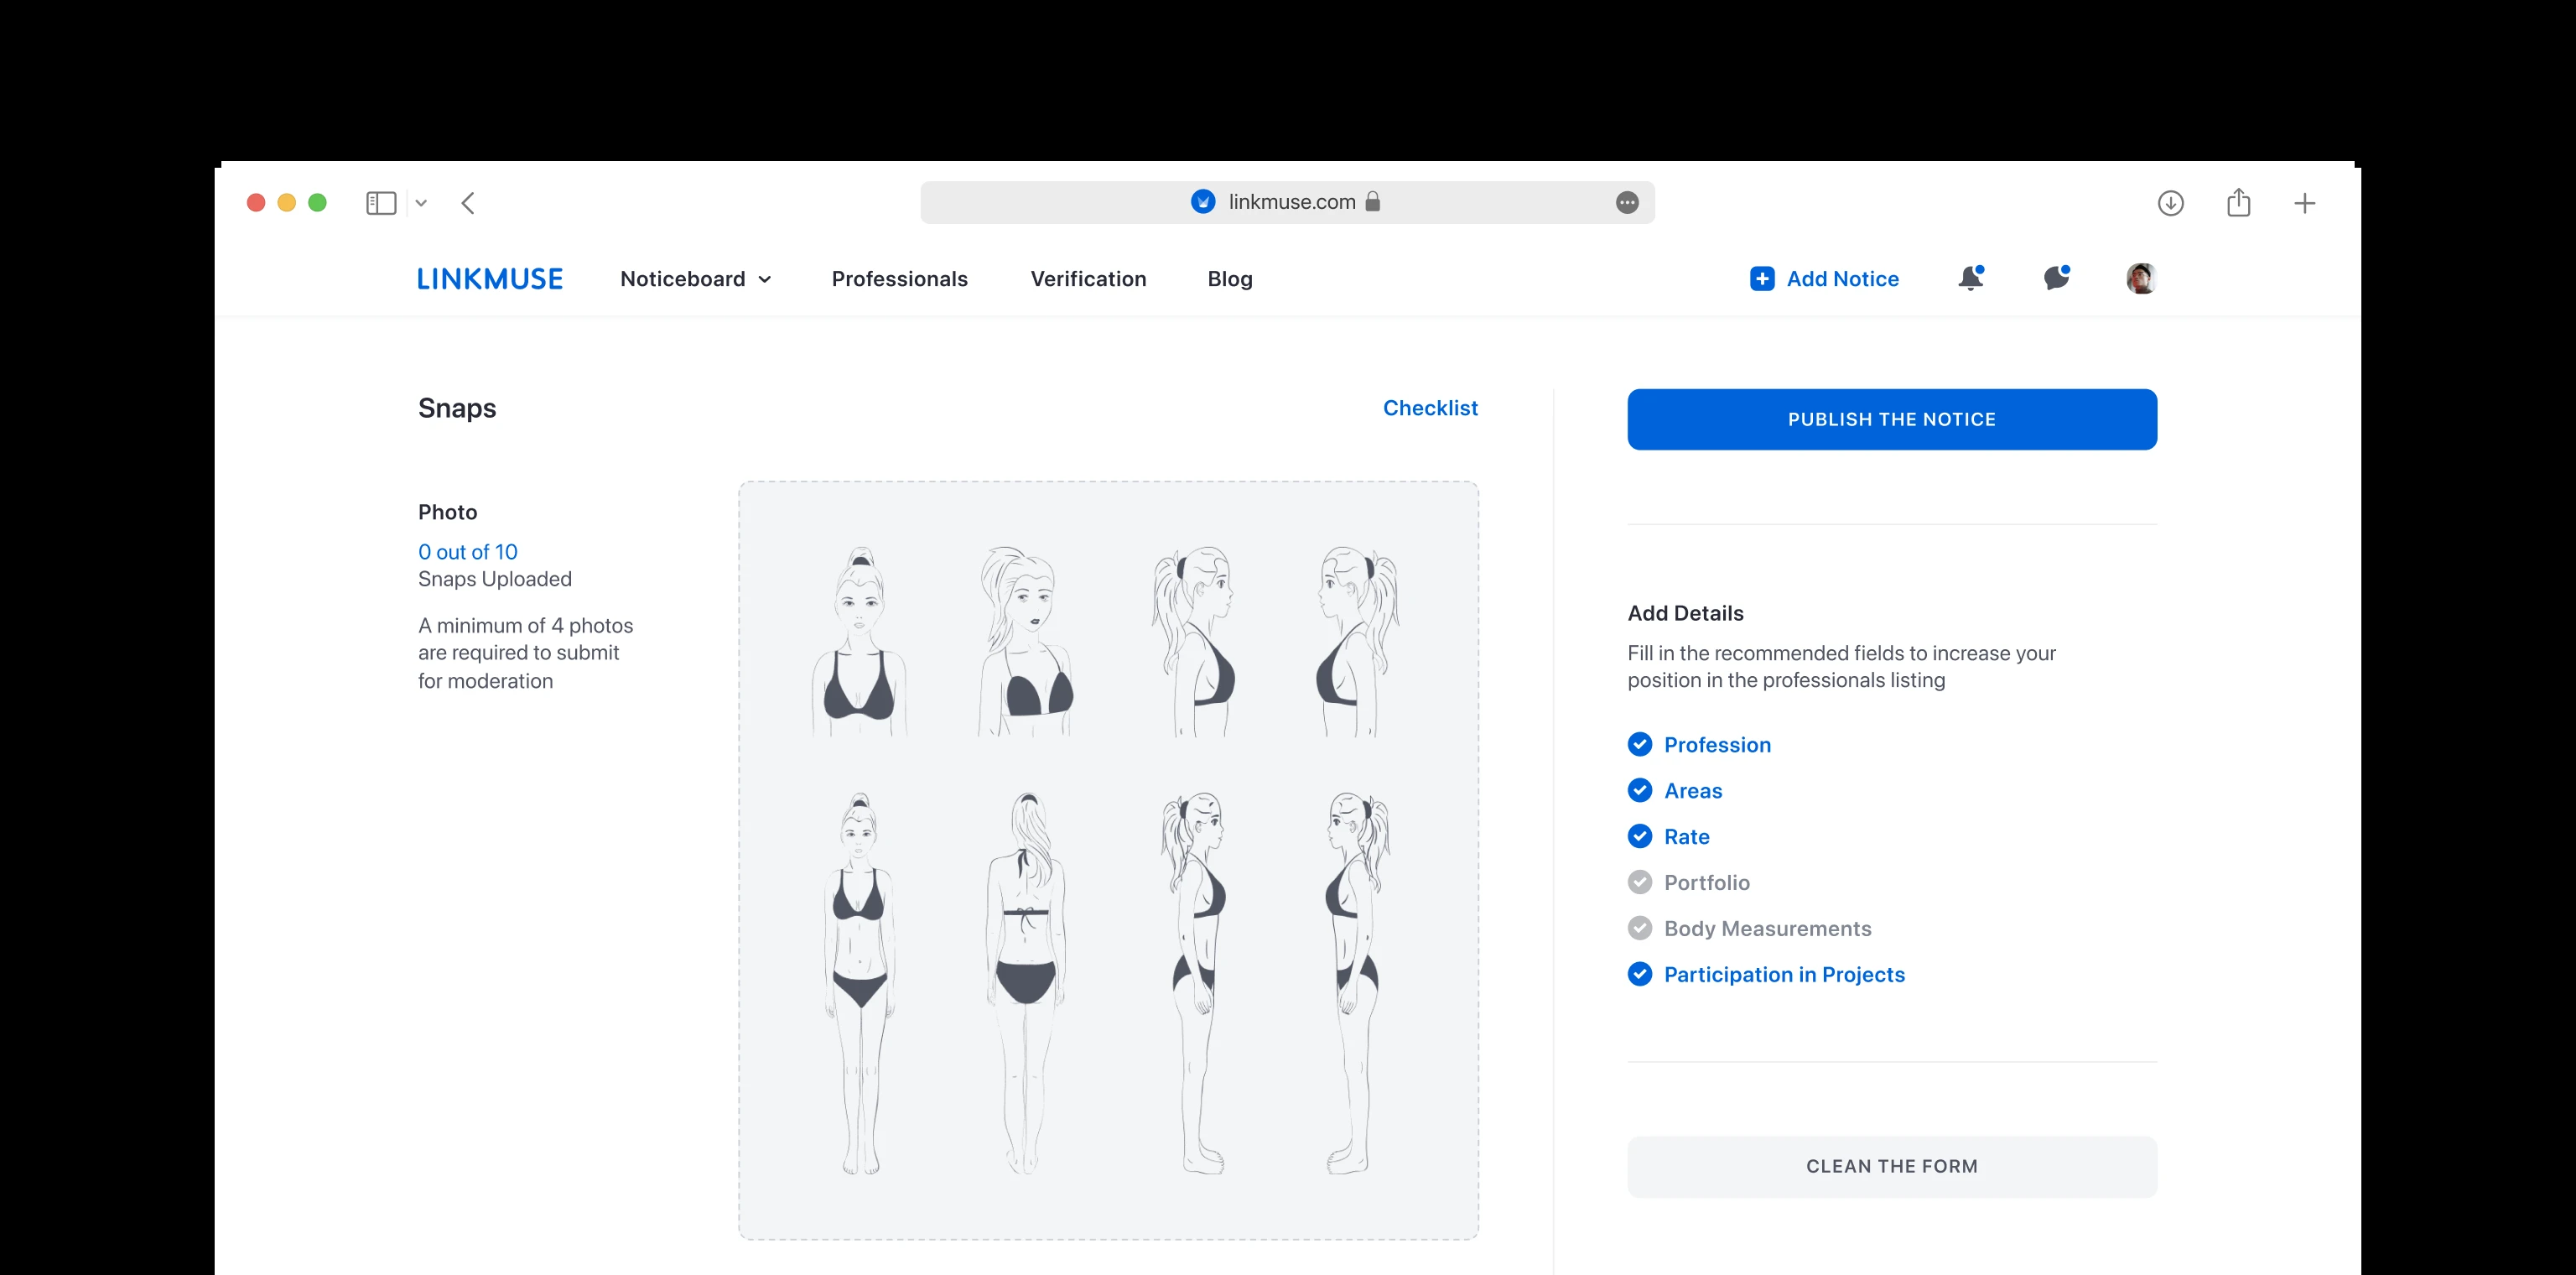 linkmuse.com
LINKMUSE
Noticeboard
Professionals
Verification
Blog
Add Notice
Snaps
Checklist
Photo
0 out of 10
Snaps Uploaded
A minimum of 4 photos
are required to submit
for moderation
PUBLISH THE NOTICE
Add Details
Fill in the recommended fields to increase your
position in the professionals listing
Profession
Areas
Rate
Portfolio
Body Measurements
Participation in Projects
CLEAN THE FORM